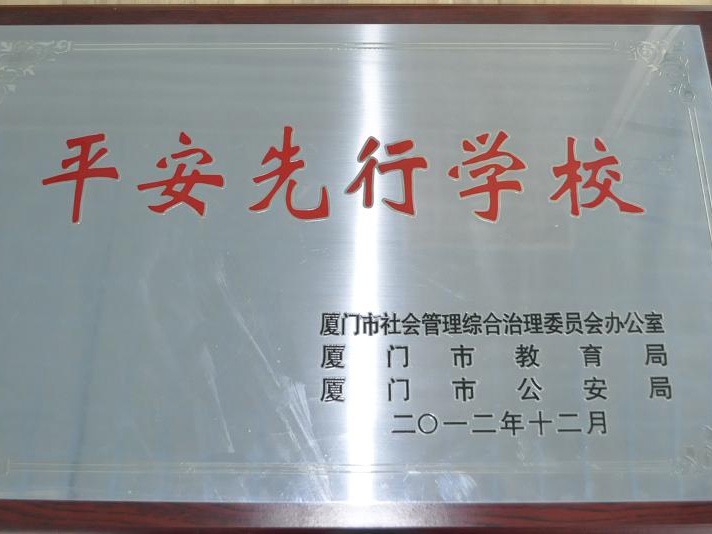 平安先行学校
厦门市社会管理综合治理委员会办公室
厦门市教育局
厦门市公安局
二〇一二年十二月